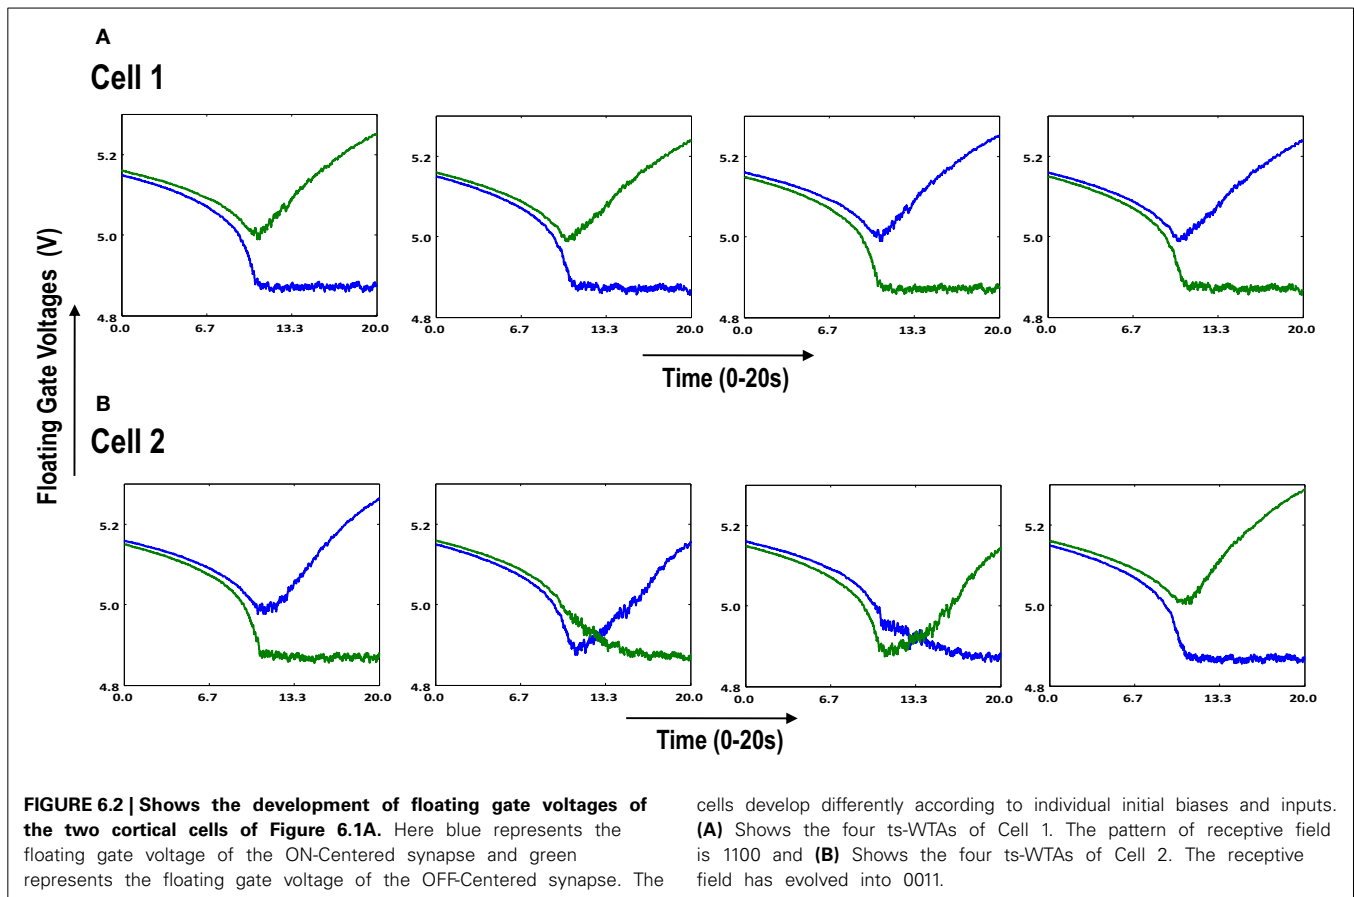 A
Cell 1
5.2
5.0
4.8
0.0 6.7 13.3 20.0
5.2
5.0
4.8
0.0 6.7 13.3 20.0
5.2
5.0
4.8
0.0 6.7 13.3 20.0
5.2
5.0
4.8
0.0 6.7 13.3 20.0
Time (0-20s)
Floating Gate Voltages (V)
B
Cell 2
5.2
5.0
4.8
0.0 6.7 13.3 20.0
5.2
5.0
4.8
0.0 6.7 13.3 20.0
5.2
5.0
4.8
0.0 6.7 13.3 20.0
5.2
5.0
4.8
0.0 6.7 13.3 20.0
Time (0-20s)
FIGURE 6.2 | Shows the development of floating gate voltages of
the two cortical cells of Figure 6.1A. Here blue represents the
floating gate voltage of the ON-Centered synapse and green
represents the floating gate voltage of the OFF-Centered synapse. The
cells develop differently according to individual initial biases and inputs.
(A) Shows the four ts-WTAs of Cell 1. The pattern of receptive field
is 1100 and (B) Shows the four ts-WTAs of Cell 2. The receptive
field has evolved into 0011.